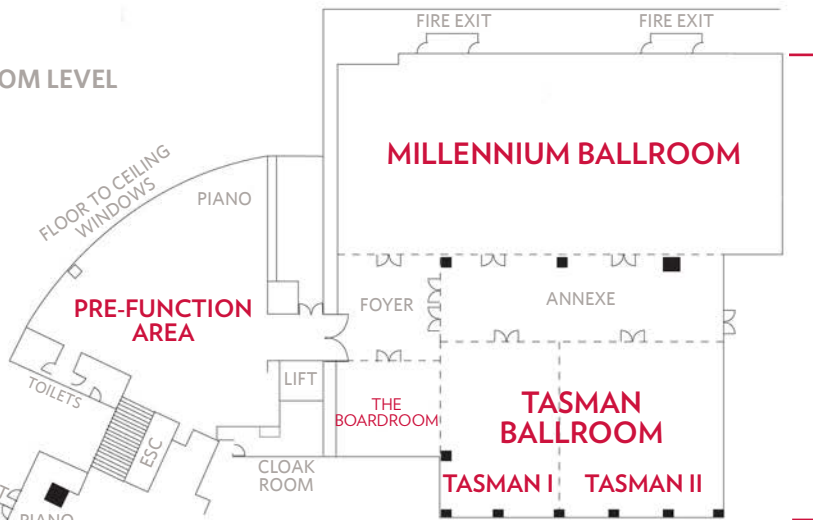 FIRE EXIT
FIRE EXIT
OM LEVEL
MILLENNIUM BALLROOM
FLOOR TO CEILING
WINDOWS
PIANO
PRE-FUNCTION
AREA
FOYER
ANNEXE
LIFT
TOILETS
THE
BOARDROOM
TASMAN
BALLROOM
ESC
CLOAK
ROOM
TASMAN I
TASMAN II
PIANO